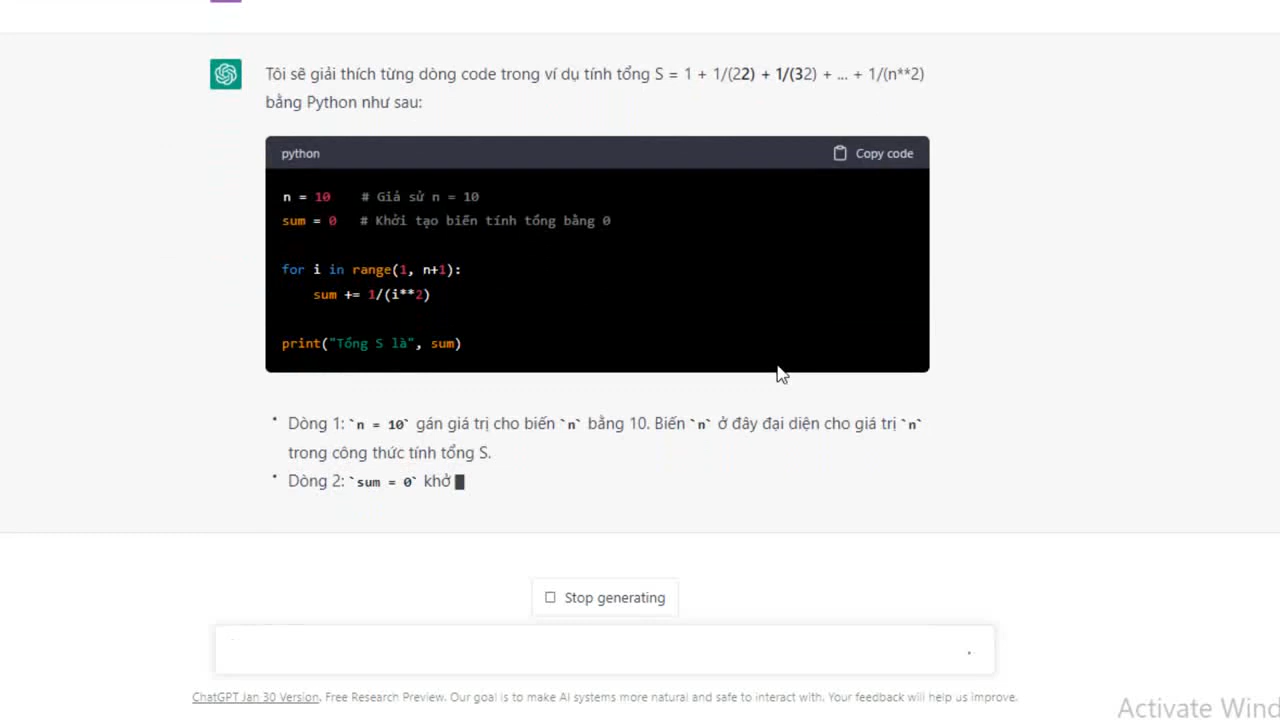 Tôi sẽ giải thích từng dòng code trong ví dụ tính tổng S = 1 + 1/(22) + 1/(32) + ... + 1/(n**2)
bằng Python như sau:
python
Copy code
n = 10 # Giả sử n = 10
sum = 0 # Khởi tạo biến tính tổng bằng 0
for i in range(1, n+1):
sum += 1/(i**2)
print("Tổng S là", sum)
• Dòng 1: `n = 10` gán giá trị cho biến `n` bằng 10. Biến `n` ở đây đại diện cho giá trị `n`
trong công thức tính tổng S.
• Dòng 2: `sum = 0` khở
Stop generating
ChatGPT Jan 30 Version. Free Research Preview. Our goal is to make AI systems more natural and safe to interact with. Your feedback will help us improve.
Activate Wind